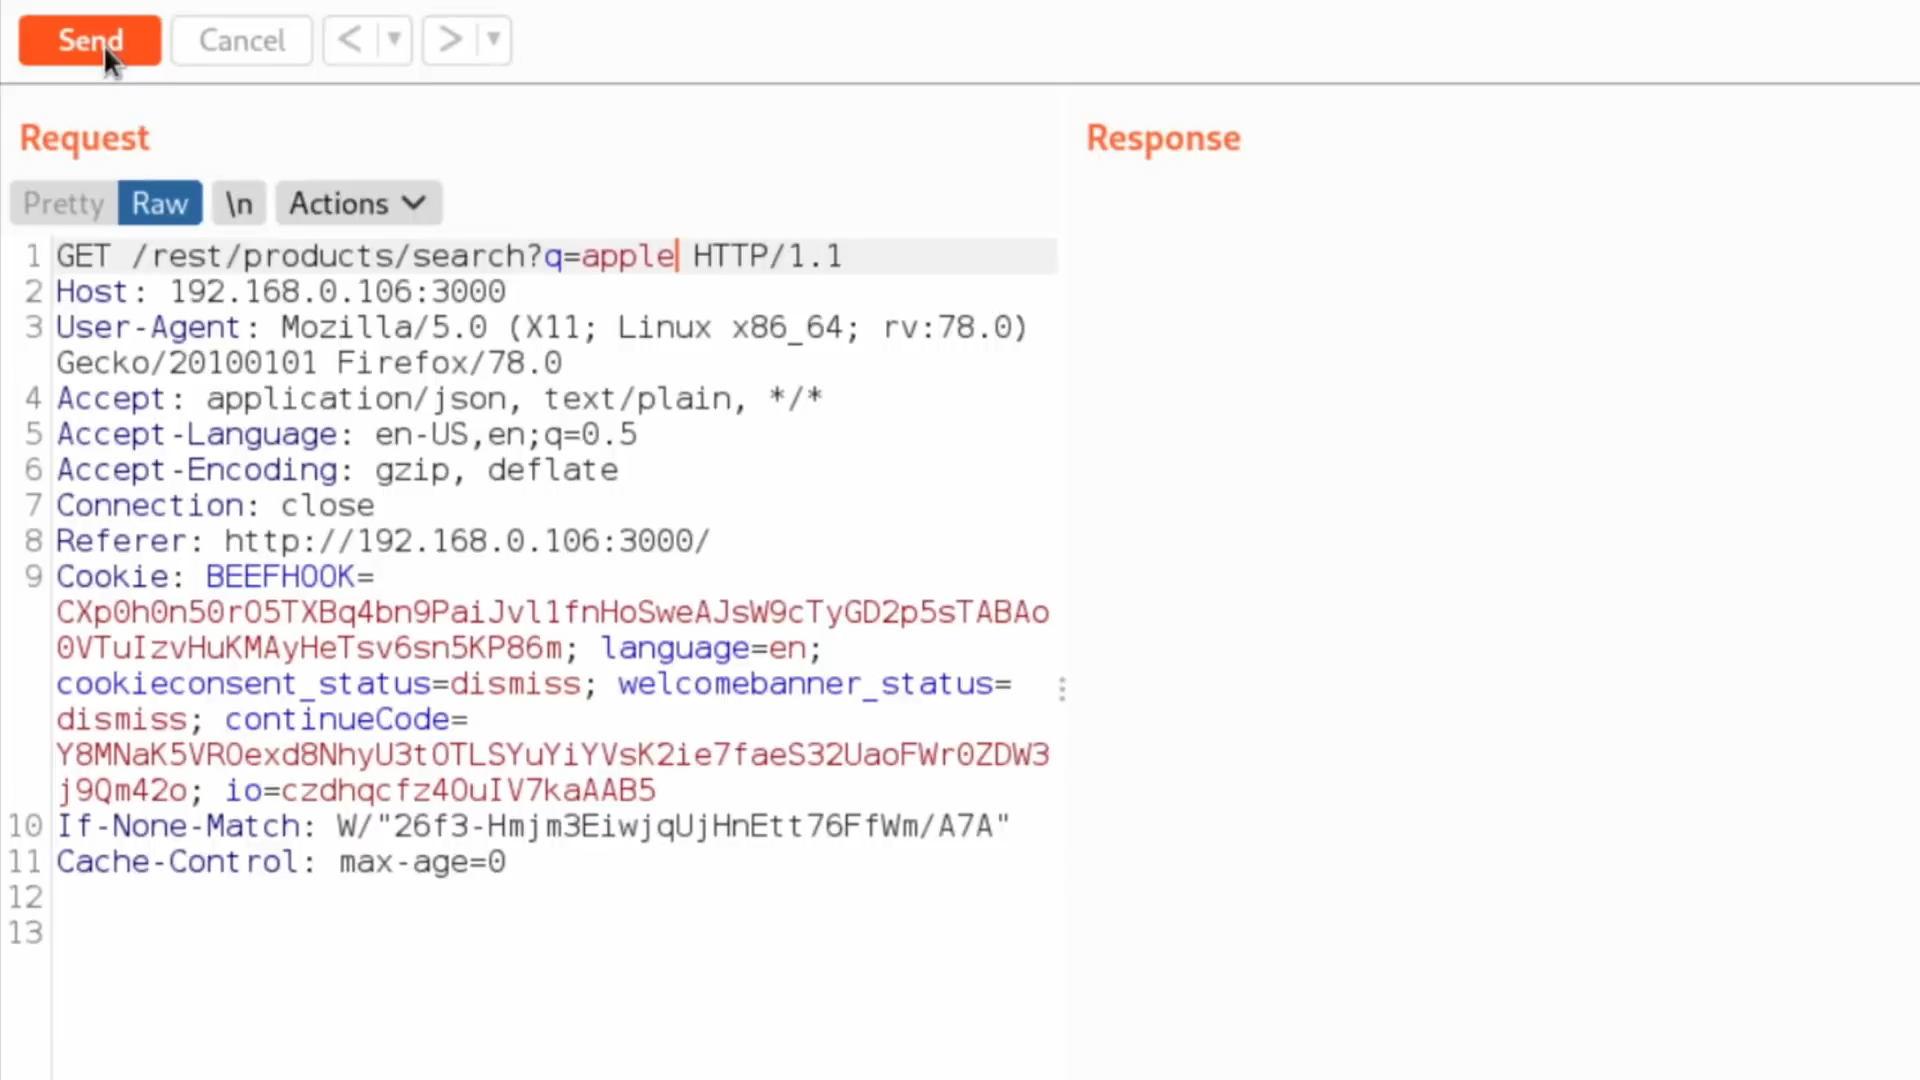 Send Cancel < ▼ > ▼
Request Response
Pretty Raw \n Actions
1 GET /rest/products/search?q=apple HTTP/1.1
2 Host: 192.168.0.106:3000
3 User-Agent: Mozilla/5.0 (X11; Linux x86_64; rv:78.0)
Gecko/20100101 Firefox/78.0
4 Accept: application/json, text/plain, */*
5 Accept-Language: en-US,en;q=0.5
6 Accept-Encoding: gzip, deflate
7 Connection: close
8 Referer: http://192.168.0.106:3000/
9 Cookie: BEEFHOOK=
CXp0h0n50rO5TXBq4bn9PaiJvl1fnHoSweAJsW9cTyGD2p5sTABAo
0VTuIzvHuKMAyHeTsv6sn5KP86m; language=en;
cookieconsent_status=dismiss; welcomebanner_status=
dismiss; continueCode=
Y8MNaK5VROexd8NhyU3tOTLSYuYiYVsK2ie7faeS32UaoFWr0ZDW3
j9Qm42o; io=czdhqcfz4OuIV7kaAAB5
10 If-None-Match: W/"26f3-Hmjm3EiwjqUjHnEtt76FfWm/A7A"
11 Cache-Control: max-age=0
12
13